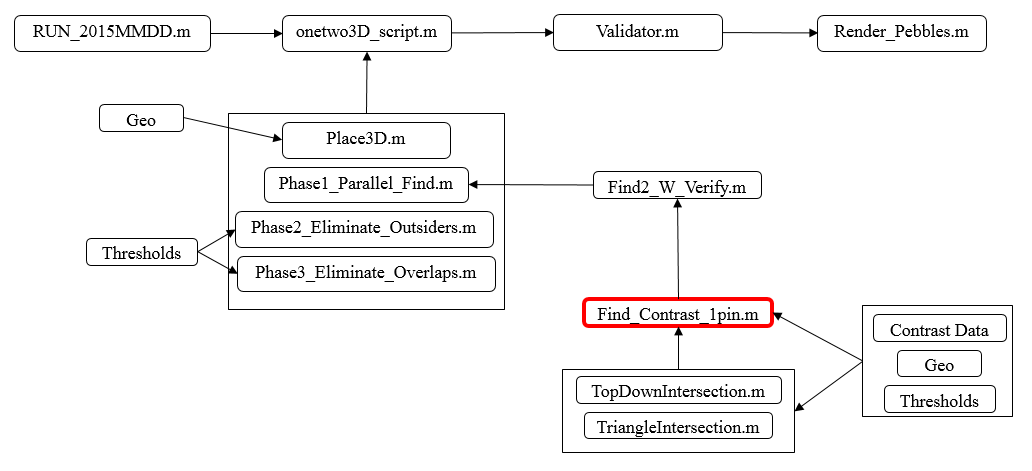 RUN_2015MMDD.m
onetwo3D_script.m
Validator.m
Render_Pebbles.m
Geo
Place3D.m
Phase1_Parallel_Find.m
Find2_W_Verify.m
Phase2_Eliminate_Outsiders.m
Thresholds
Phase3_Eliminate_Overlaps.m
Find_Contrast_1pin.m
Contrast Data
Geo
Thresholds
TopDownIntersection.m
TriangleIntersection.m